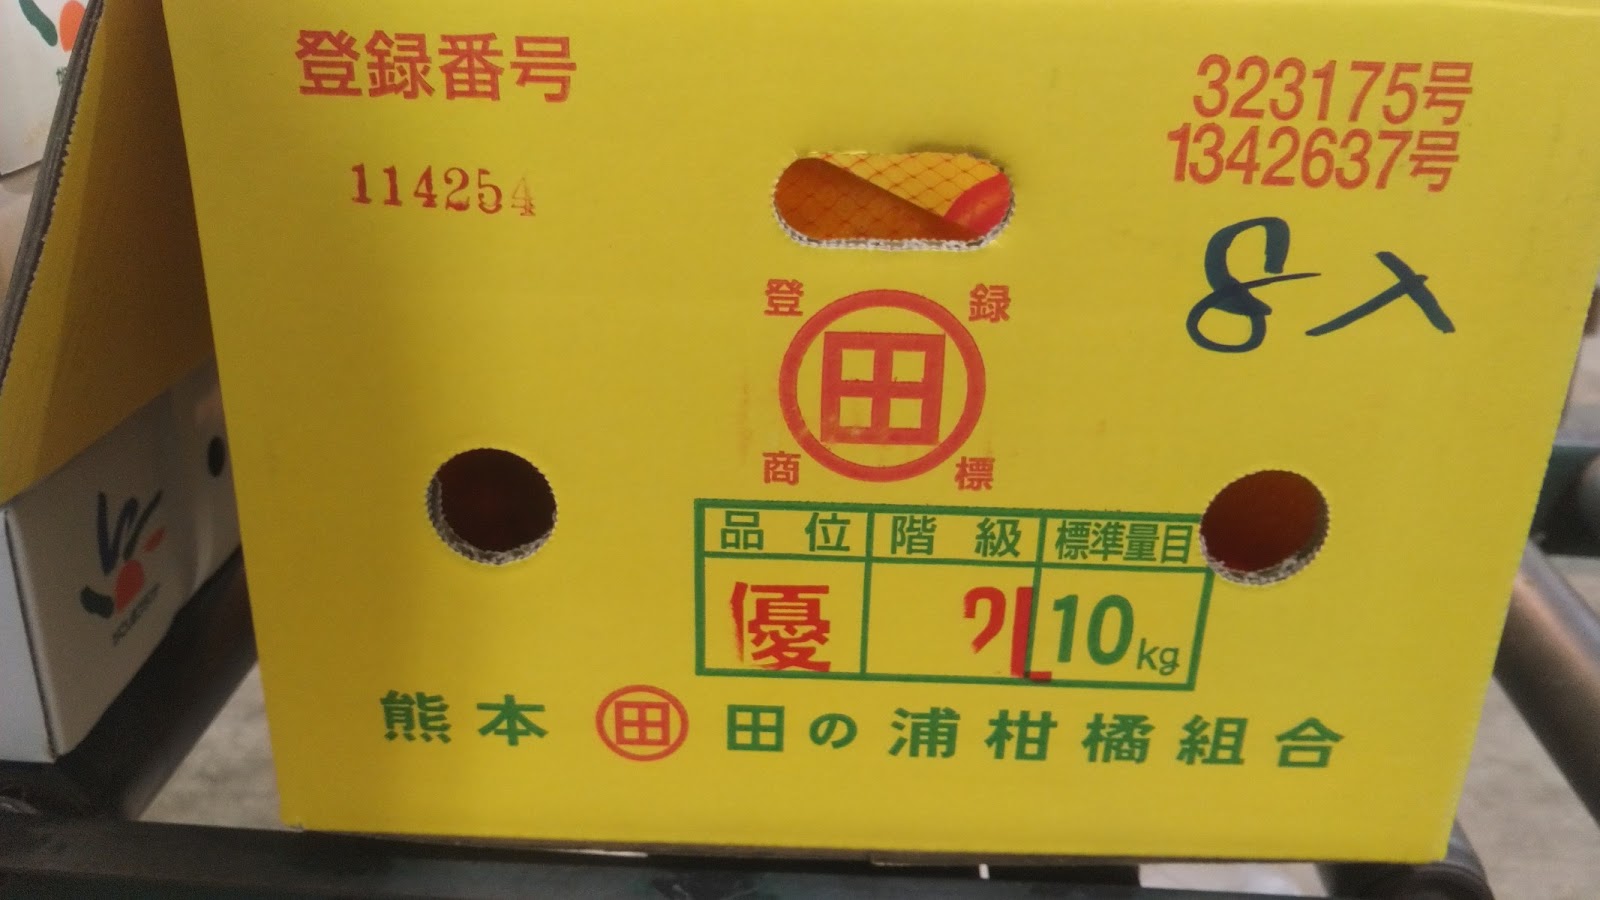 登録番号
323175号
1342637号
114254
登録
田
商標
品位 階級 標準量目
優 2L 10kg
熊本 田 田の浦柑橘組合